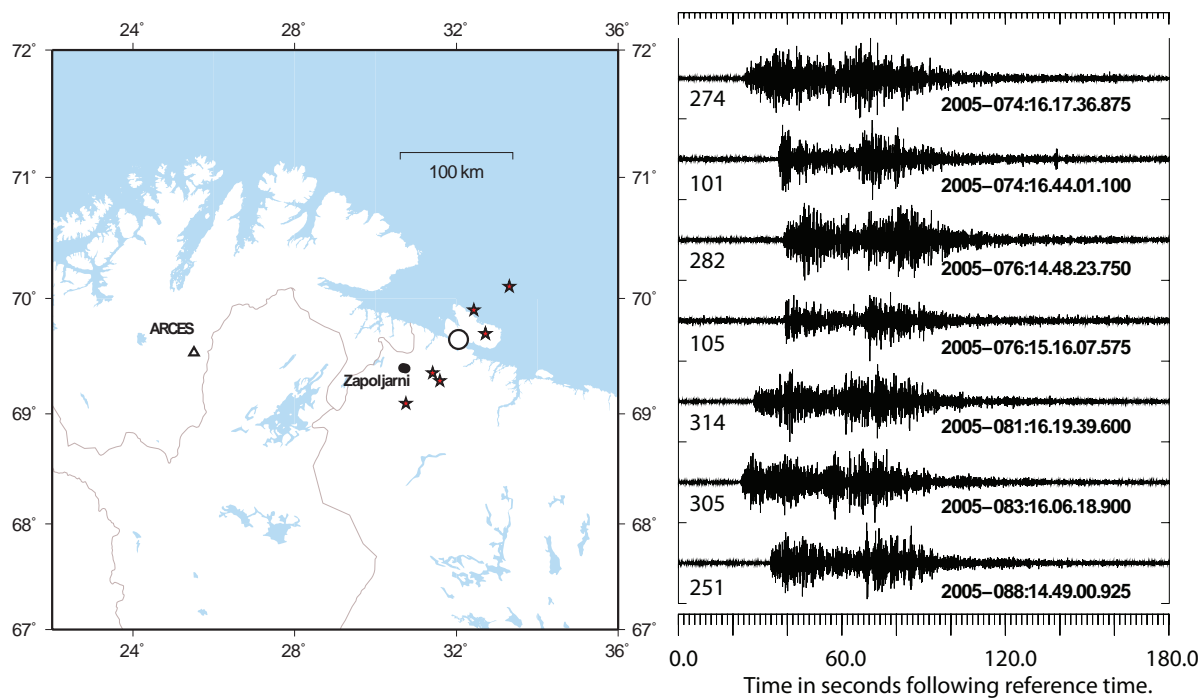 24˚ 28˚ 32˚ 36˚
72˚
71˚
70˚
69˚
68˚
67˚
100 km
ARCES
Zapoljarni
24˚ 28˚ 32˚ 36˚
274 2005–074:16.17.36.875
101 2005–074:16.44.01.100
282 2005–076:14.48.23.750
105 2005–076:15.16.07.575
314 2005–081:16.19.39.600
305 2005–083:16.06.18.900
251 2005–088:14.49.00.925
0.0 60.0 120.0 180.0
Time in seconds following reference time.